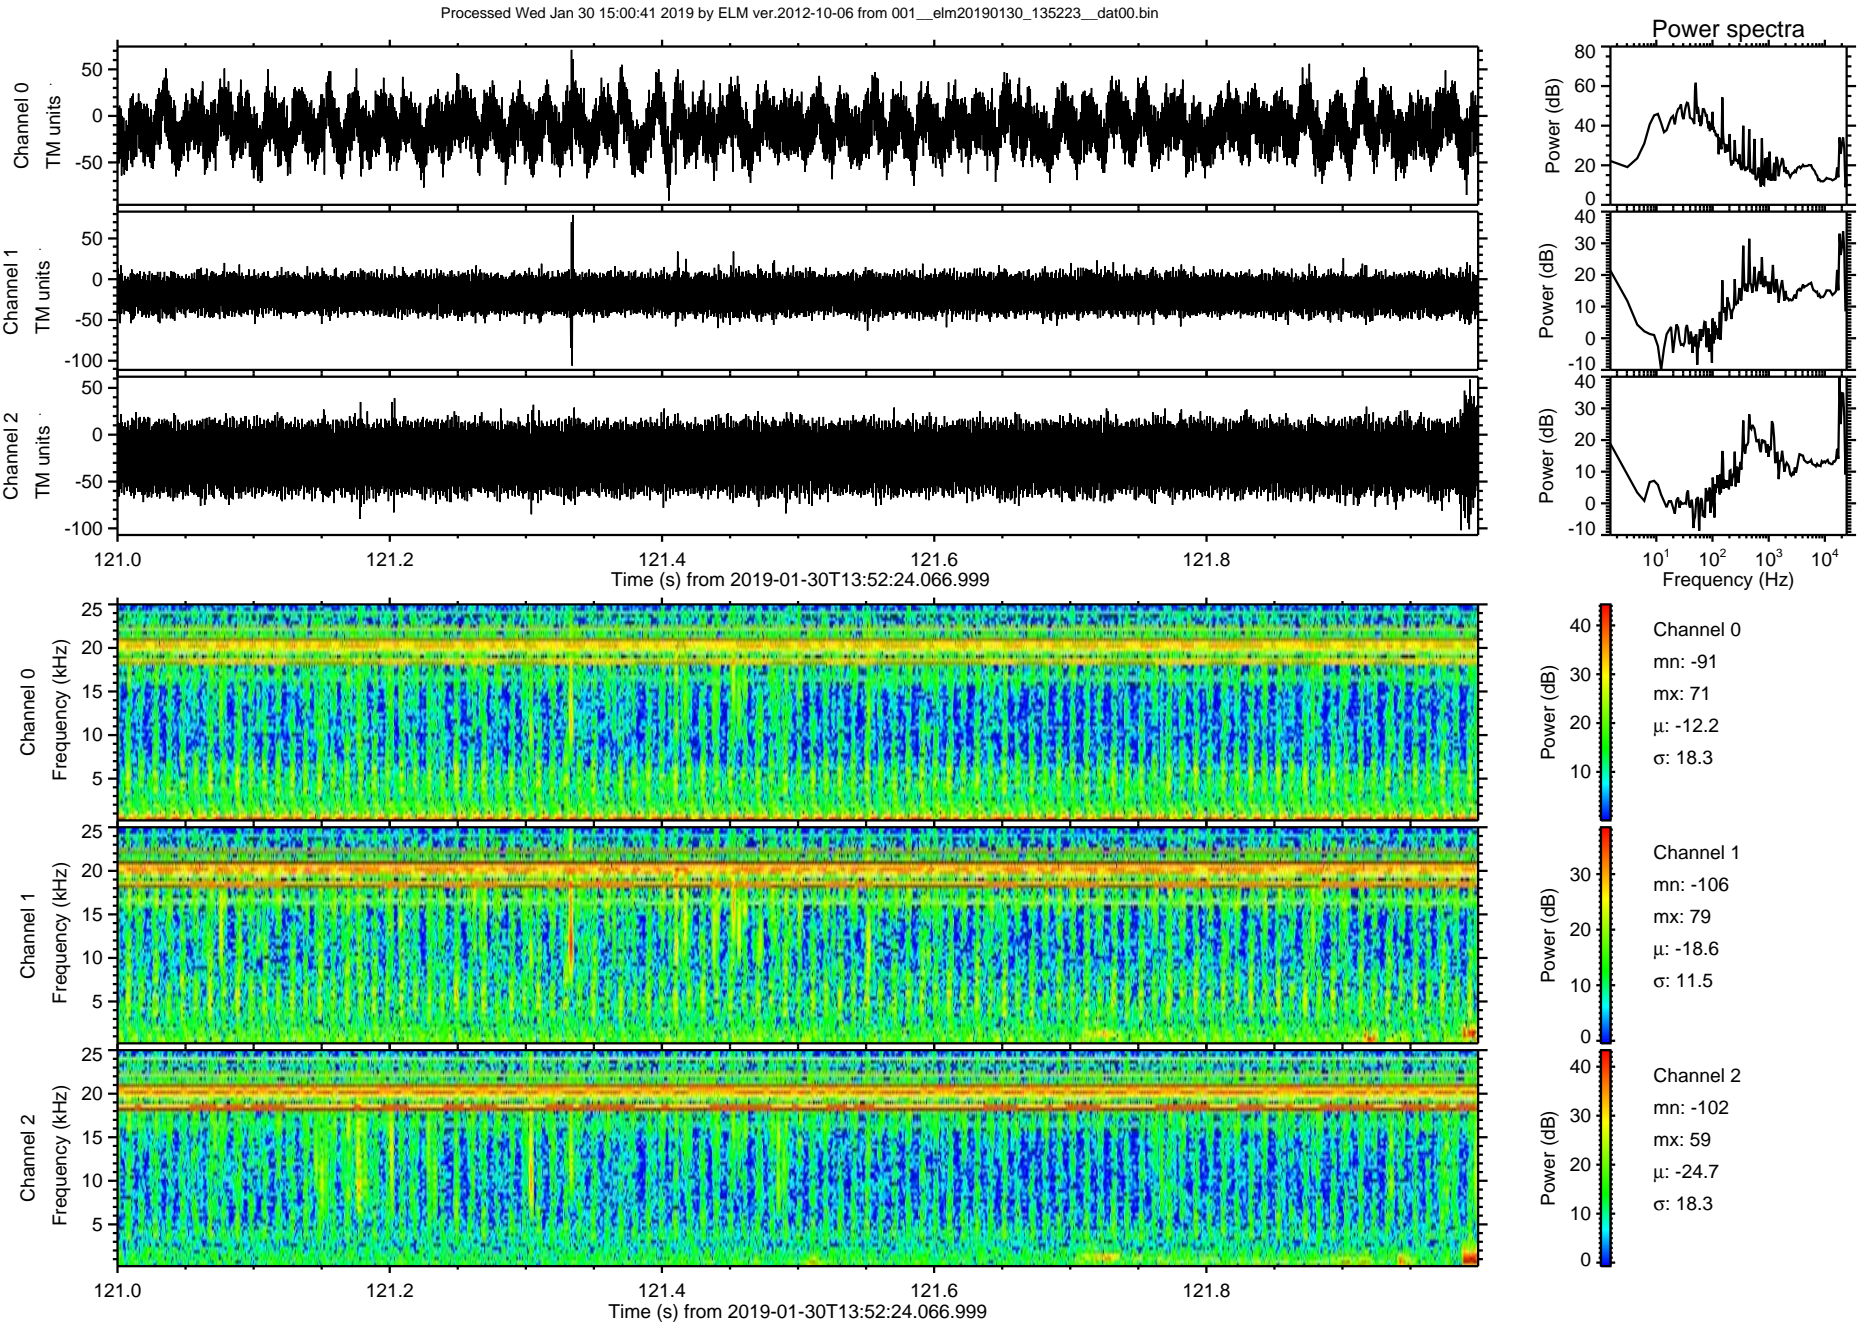 Processed Wed Jan 30 15:00:41 2019 by ELM ver.2012-10-06 from 001__elm20190130_135223__dat00.bin
Power spectra
Channel 0
TM units
50
0
-50
Power (dB)
80
60
40
20
0
Channel 1
TM units
50
0
-50
-100
Power (dB)
40
30
20
10
0
-10
Channel 2
TM units
50
0
-50
-100
Power (dB)
40
30
20
10
0
-10
121.0 121.2 121.4 121.6 121.8
Time (s) from 2019-01-30T13:52:24.066.999
10¹ 10² 10³ 10⁴
Frequency (Hz)
Channel 0
Frequency (kHz)
25
20
15
10
5
Power (dB)
40
30
20
10
Channel 0
mn: -91
mx: 71
μ: -12.2
σ: 18.3
Channel 1
Frequency (kHz)
25
20
15
10
5
Power (dB)
30
20
10
0
Channel 1
mn: -106
mx: 79
μ: -18.6
σ: 11.5
Channel 2
Frequency (kHz)
25
20
15
10
5
Power (dB)
40
30
20
10
0
Channel 2
mn: -102
mx: 59
μ: -24.7
σ: 18.3
121.0 121.2 121.4 121.6 121.8
Time (s) from 2019-01-30T13:52:24.066.999